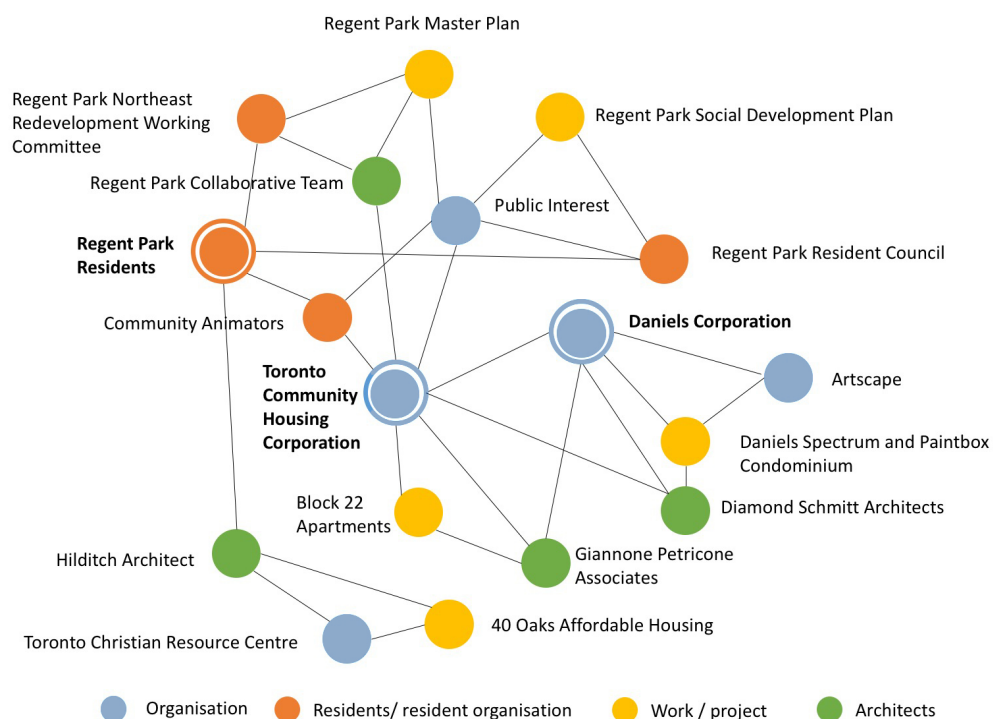 Regent Park Master Plan
Regent Park Northeast
Redevelopment Working
Committee
Regent Park Social Development Plan
Regent Park Collaborative Team
Public Interest
Regent Park
Residents
Regent Park Resident Council
Community Animators
Daniels Corporation
Toronto
Community
Housing
Corporation
Artscape
Daniels Spectrum and Paintbox
Condominium
Block 22
Apartments
Diamond Schmitt Architects
Hilditch Architect
Giannone Petricone
Associates
Toronto Christian Resource Centre
40 Oaks Affordable Housing
Organisation
Residents/ resident organisation
Work / project
Architects